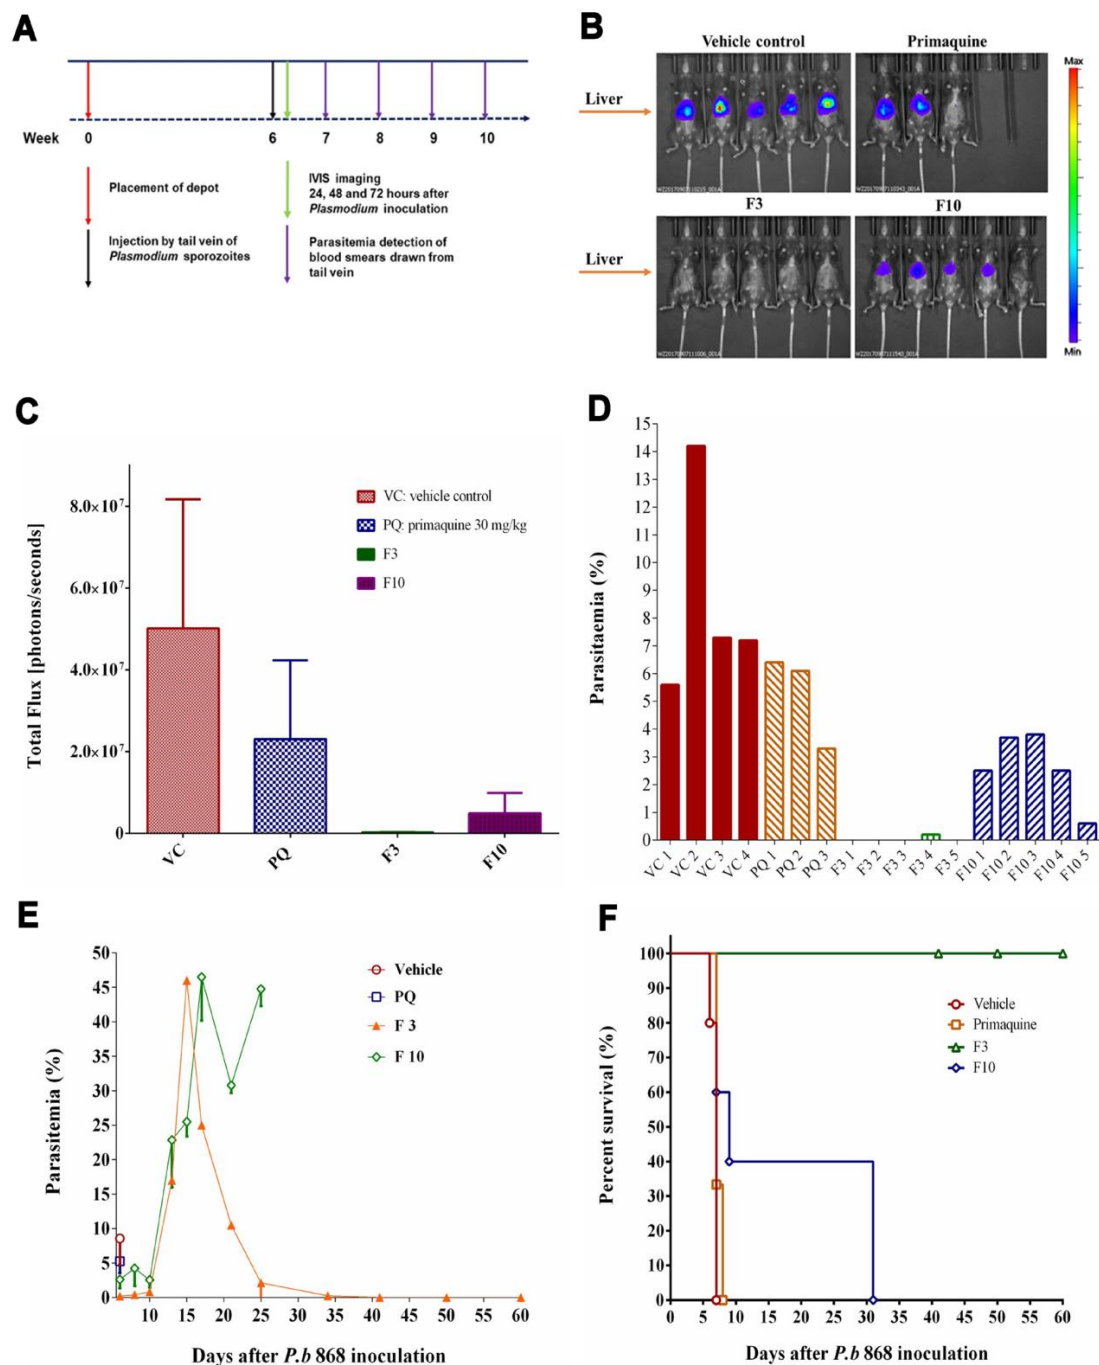 A
Week
0
6
7
8
9
10
Placement of depot
Injection by tail vein of
Plasmodium sporozoites
IVIS imaging
24, 48 and 72 hours after
Plasmodium inoculation
Parasitemia detection of
blood smears drawn from
tail vein
B
Vehicle control
Primaquine
Liver
F3
F10
Liver
Max
Min
C
Total Flux [photons/seconds]
8.0×10⁷
6.0×10⁷
4.0×10⁷
2.0×10⁷
0
VC
PQ
F3
F10
VC: vehicle control
PQ: primaquine 30 mg/kg
F3
F10
D
Parasitaemia (%)
15
14
13
12
11
10
9
8
7
6
5
4
3
2
1
0
VC 1
VC 2
VC 3
VC 4
PQ 1
PQ 2
PQ 3
F3 1
F3 2
F3 3
F3 4
F3 5
F10 1
F10 2
F10 3
F10 4
F10 5
E
Parasitemia (%)
50
45
40
35
30
25
20
15
10
5
0
10 15 20 25 30 35 40 45 50 55 60
Days after P.b 868 inoculation
Vehicle
PQ
F 3
F 10
F
Percent survival (%)
100
90
80
70
60
50
40
30
20
10
0
0 5 10 15 20 25 30 35 40 45 50 55 60
Days after P.b 868 inoculation
Vehicle
Primaquine
F3
F10